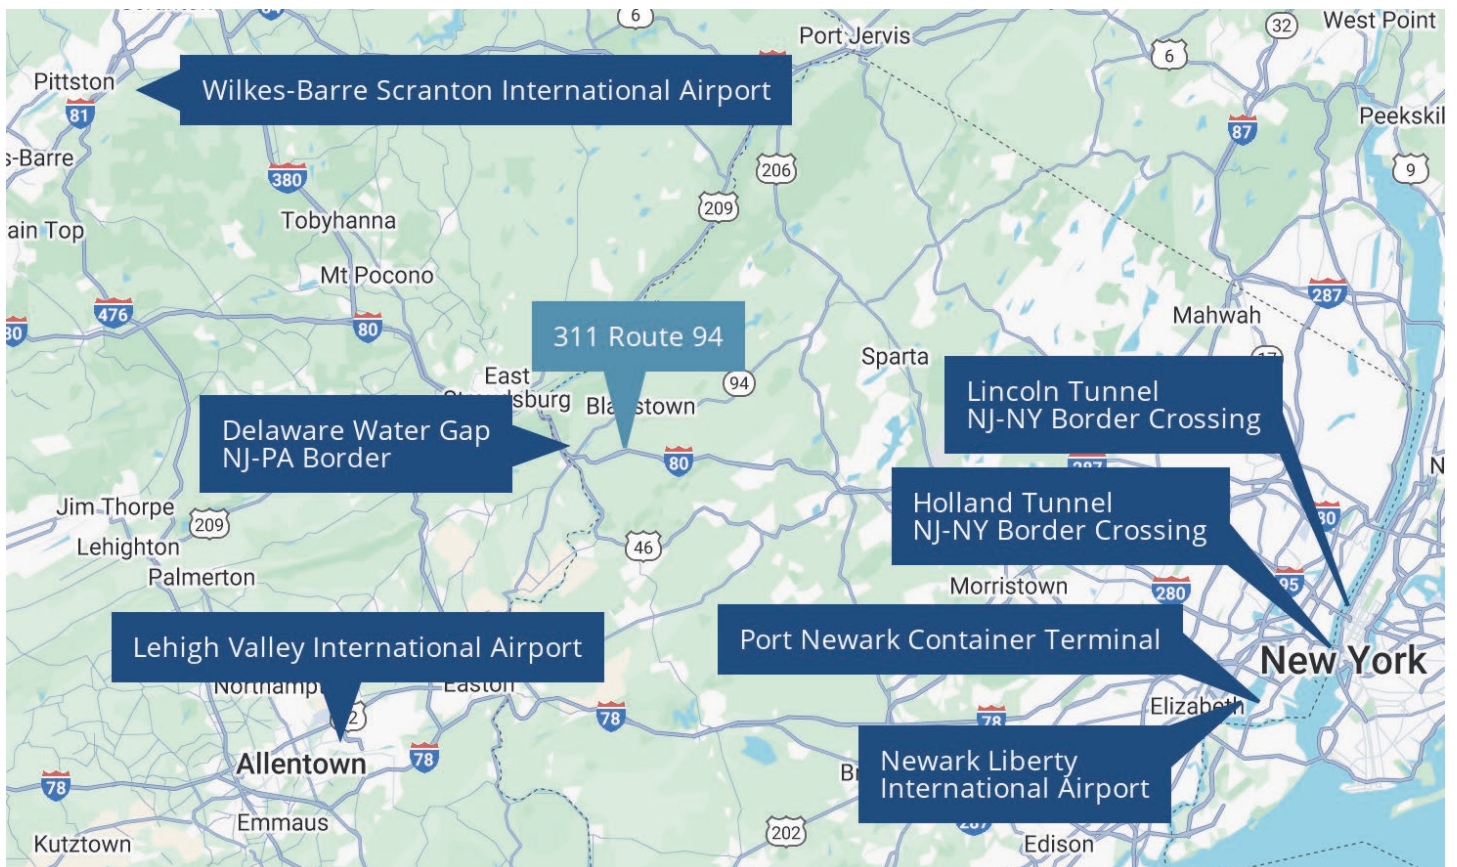 6
32
West Point
Port Jervis
6
Pittston
Wilkes-Barre Scranton International Airport
81
87
Peekskil
s-Barre
380
206
9
209
ain Top
Tobyhanna
Mt Pocono
476
80
80
287
Mahwah
311 Route 94
East
Sparta
94
Lincoln Tunnel
NJ-NY Border Crossing
Delaware Water Gap
NJ-PA Border
80
287
Holland Tunnel
NJ-NY Border Crossing
Jim Thorpe
209
Lehighton
46
Palmerton
Morristown
280
95
Lehigh Valley International Airport
Port Newark Container Terminal
New York
Easton
78
78
Elizabeth
Allentown
78
78
Newark Liberty
International Airport
Emmaus
202
287
Kutztown
Edison